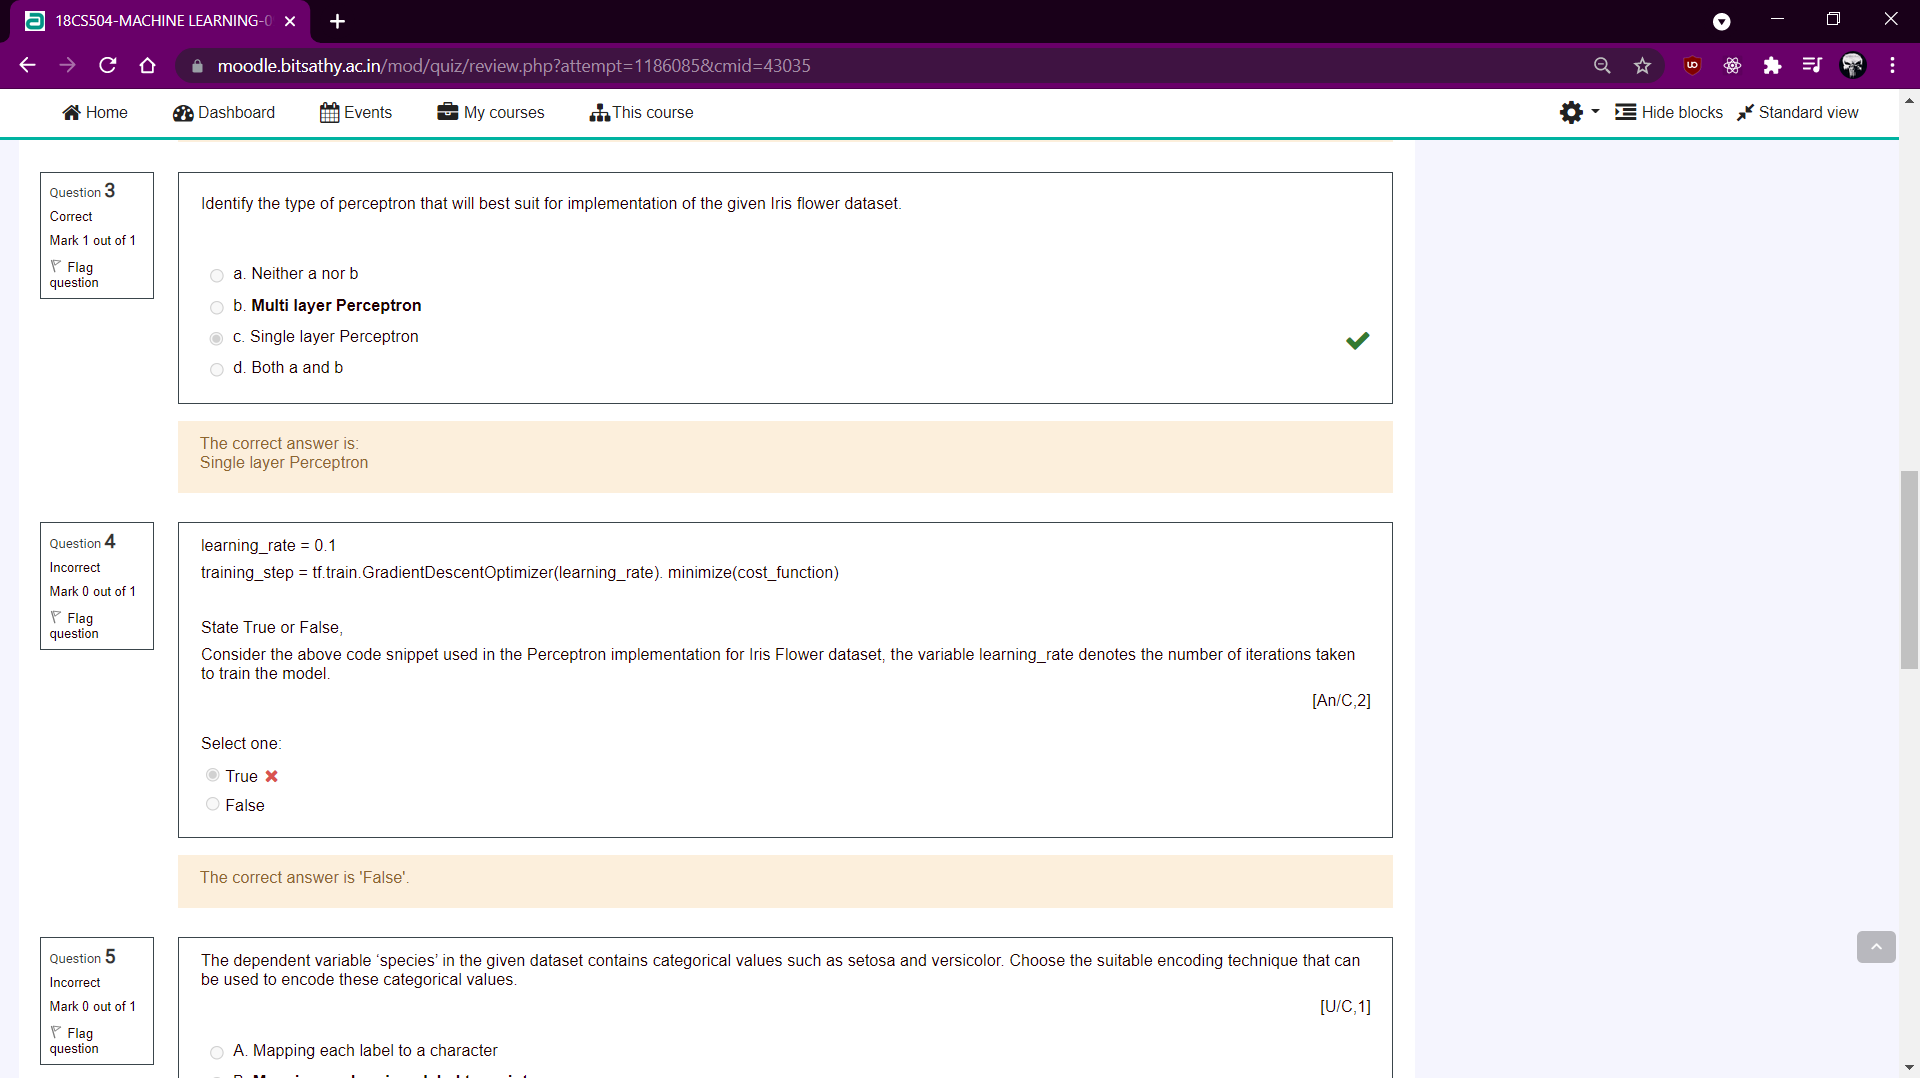 18CS504-MACHINE LEARNING-0
moodle.bitsathy.ac.in/mod/quiz/review.php?attempt=1186085&cmid=43035
Home Dashboard Events My courses This course Hide blocks Standard view
Question 3
Correct
Mark 1 out of 1
Flag
question
Identify the type of perceptron that will best suit for implementation of the given Iris flower dataset.
a. Neither a nor b
b. Multi layer Perceptron
c. Single layer Perceptron
d. Both a and b
The correct answer is:
Single layer Perceptron
Question 4
Incorrect
Mark 0 out of 1
Flag
question
learning_rate = 0.1
training_step = tf.train.GradientDescentOptimizer(learning_rate). minimize(cost_function)
State True or False,
Consider the above code snippet used in the Perceptron implementation for Iris Flower dataset, the variable learning_rate denotes the number of iterations taken
to train the model.
[An/C,2]
Select one:
True
False
The correct answer is 'False'.
Question 5
Incorrect
Mark 0 out of 1
Flag
question
The dependent variable ‘species’ in the given dataset contains categorical values such as setosa and versicolor. Choose the suitable encoding technique that can
be used to encode these categorical values.
[U/C,1]
A. Mapping each label to a character